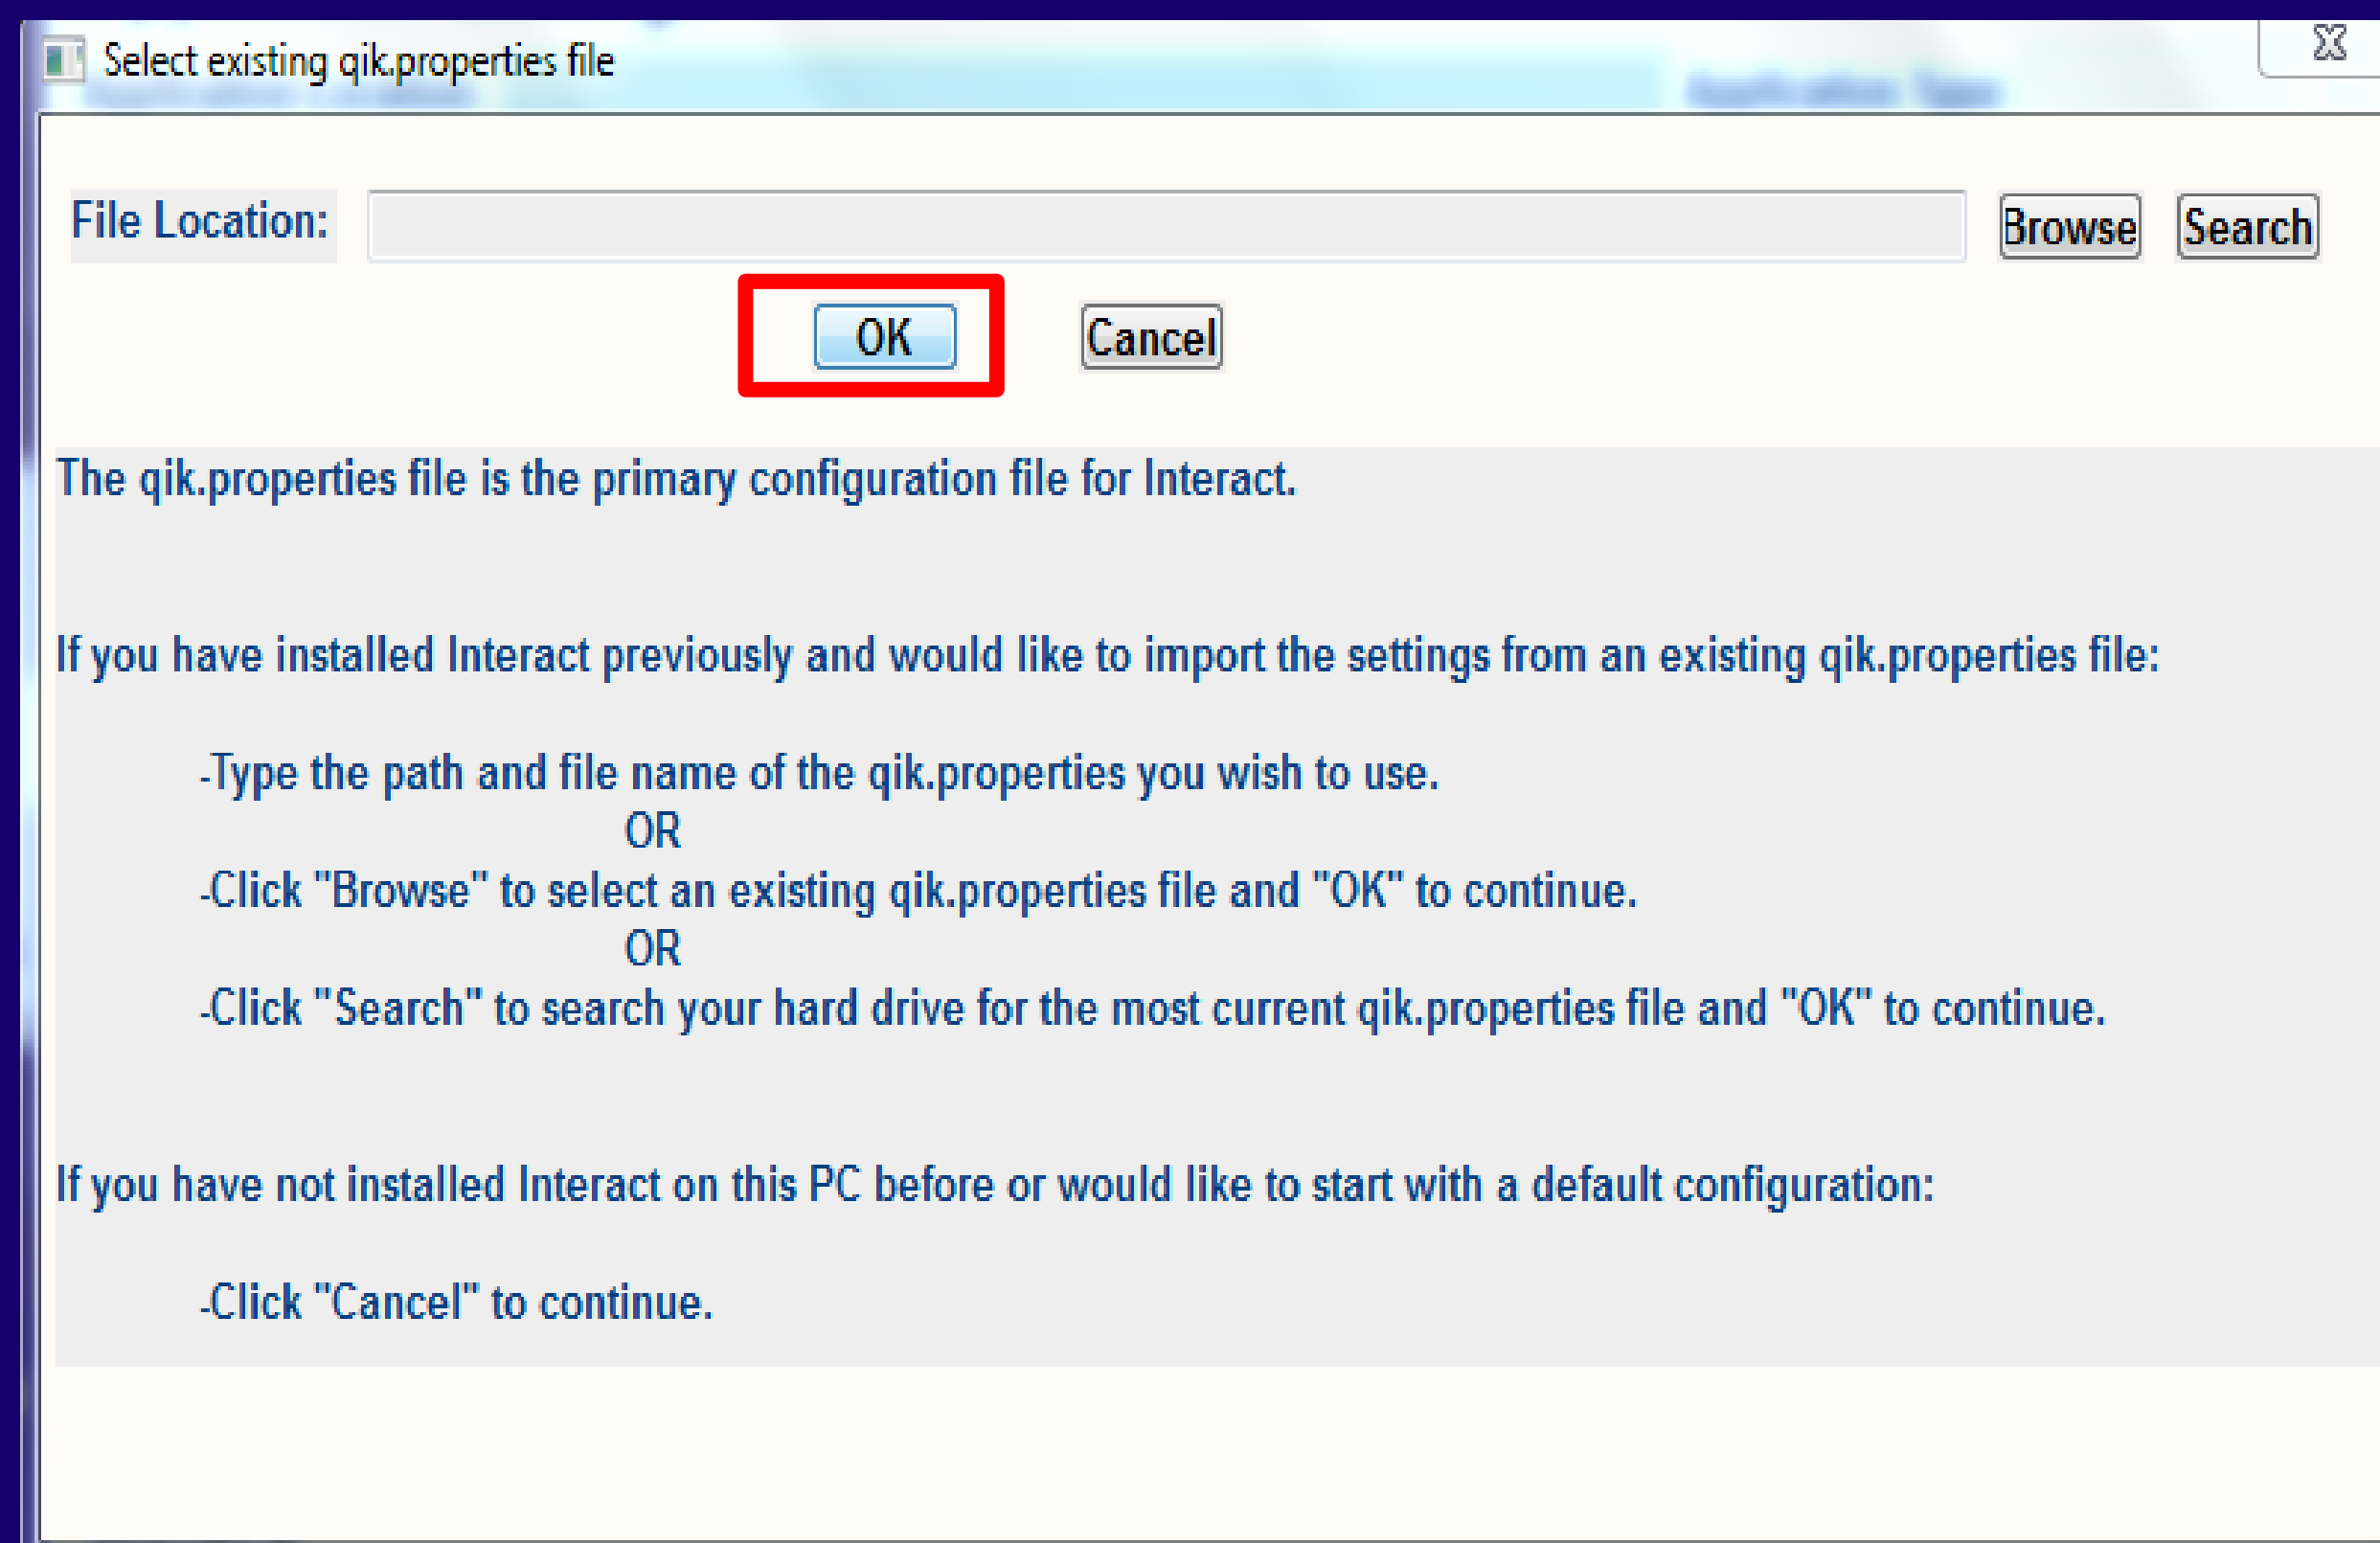 Select existing qik.properties file
File Location:
Browse
Search
OK
Cancel
The qik.properties file is the primary configuration file for Interact.
If you have installed Interact previously and would like to import the settings from an existing qik.properties file:
-Type the path and file name of the qik.properties you wish to use.
OR
-Click "Browse" to select an existing qik.properties file and "OK" to continue.
OR
-Click "Search" to search your hard drive for the most current qik.properties file and "OK" to continue.
If you have not installed Interact on this PC before or would like to start with a default configuration:
-Click "Cancel" to continue.